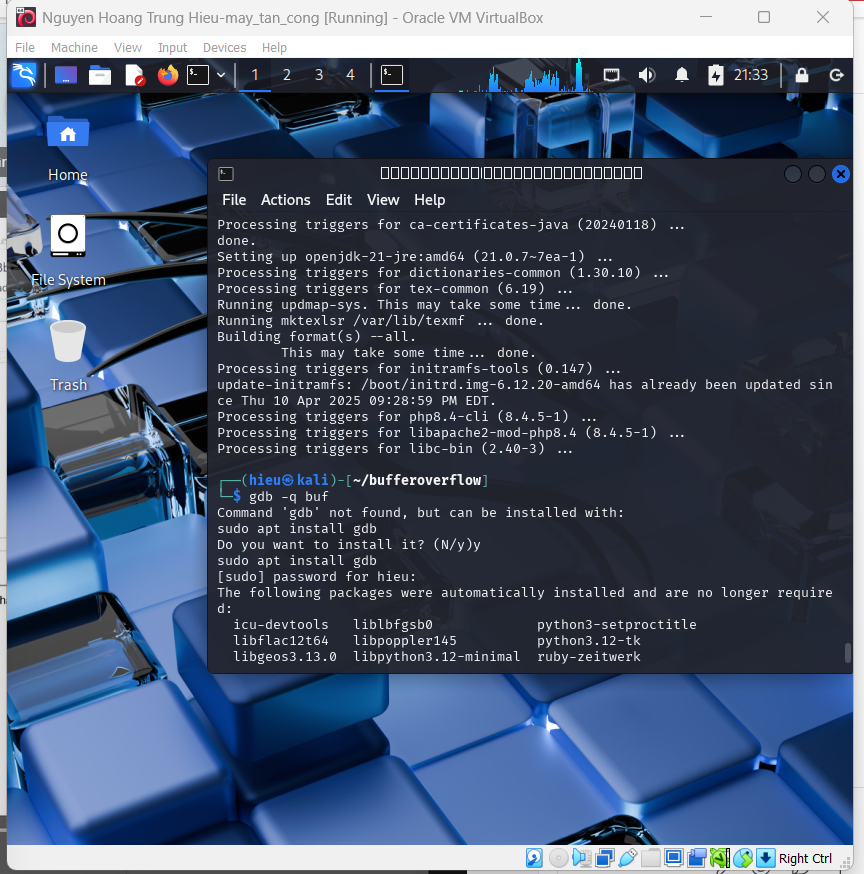 Nguyen Hoang Trung Hieu-may_tan_cong [Running] - Oracle VM VirtualBox
File Machine View Input Devices Help
1 2 3 4 21:33
Home
File System
Trash
File Actions Edit View Help
Processing triggers for ca-certificates-java (20240118) ...
done.
Setting up openjdk-21-jre:amd64 (21.0.7~7ea-1) ...
Processing triggers for dictionaries-common (1.30.10) ...
Processing triggers for tex-common (6.19) ...
Running updmap-sys. This may take some time ... done.
Running mktexlsr /var/lib/texmf ... done.
Building format(s) --all.
This may take some time ... done.
Processing triggers for initramfs-tools (0.147) ...
update-initramfs: /boot/initrd.img-6.12.20-amd64 has already been updated sin
ce Thu 10 Apr 2025 09:28:59 PM EDT.
Processing triggers for php8.4-cli (8.4.5-1) ...
Processing triggers for libapache2-mod-php8.4 (8.4.5-1) ...
Processing triggers for libc-bin (2.40-3) ...
┌──(hieu㉿kali)-[~/bufferoverflow]
└─$ gdb -q buf
Command 'gdb' not found, but can be installed with:
sudo apt install gdb
Do you want to install it? (N/y)y
sudo apt install gdb
[sudo] password for hieu:
The following packages were automatically installed and are no longer require
d:
icu-devtools liblbfgsb0 python3-setproctitle
libflac12t64 libpoppler145 python3.12-tk
libgeos3.13.0 libpython3.12-minimal ruby-zeitwerk
Right Ctrl